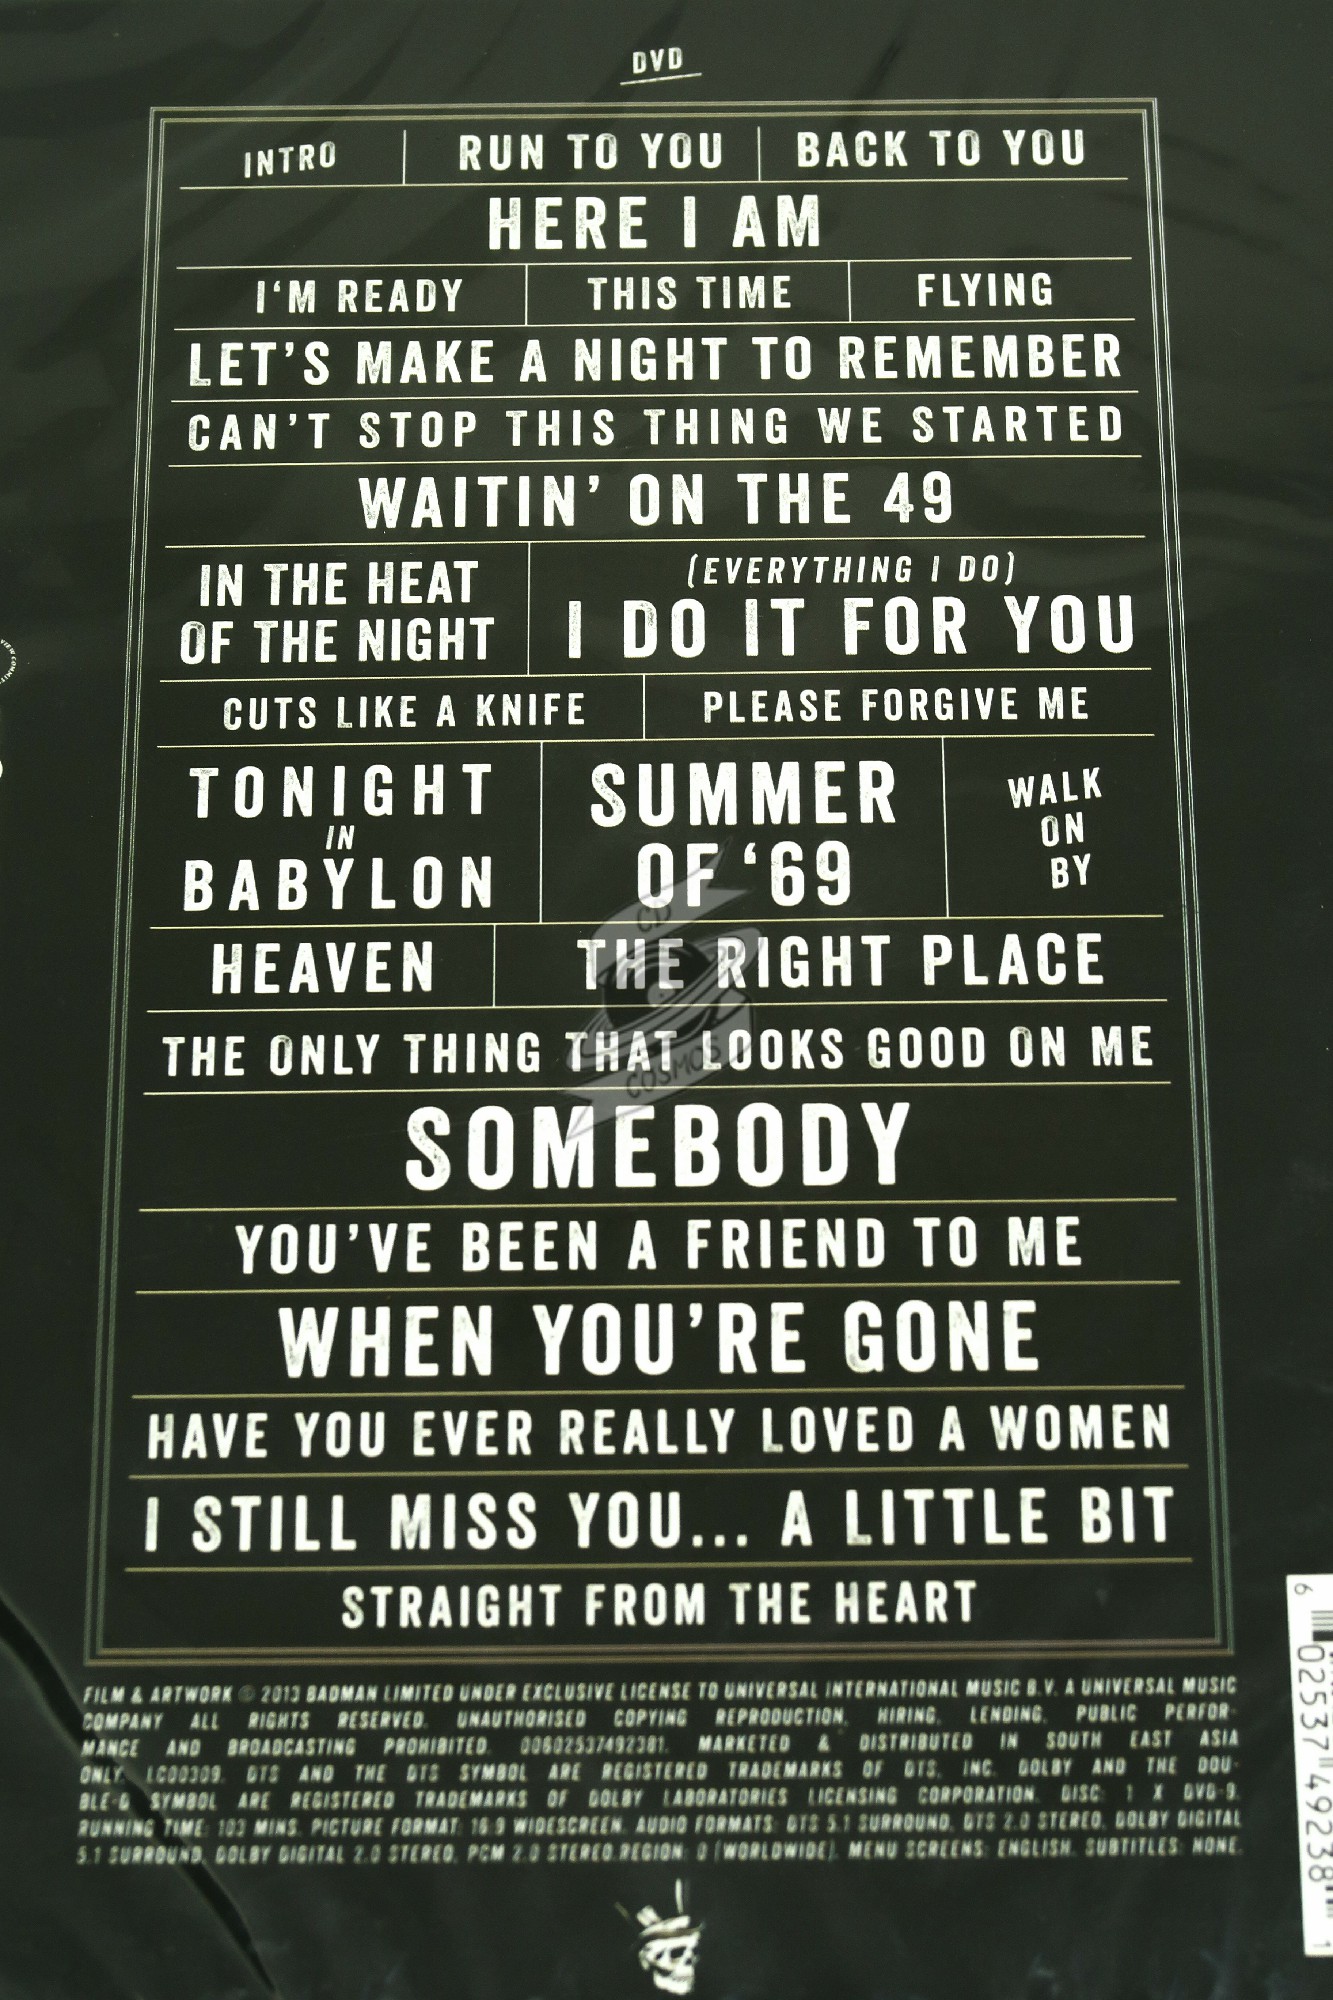 DVD
INTRO
RUN TO YOU
BACK TO YOU
HERE I AM
I‘M READY
THIS TIME
FLYING
LET’S MAKE A NIGHT TO REMEMBER
CAN’T STOP THIS THING WE STARTED
WAITIN’ ON THE 49
IN THE HEAT
OF THE NIGHT
(EVERYTHING I DO)
I DO IT FOR YOU
CUTS LIKE A KNIFE
PLEASE FORGIVE ME
TONIGHT
IN
BABYLON
SUMMER
OF ‘69
WALK
ON
BY
HEAVEN
THE RIGHT PLACE
THE ONLY THING THAT LOOKS GOOD ON ME
SOMEBODY
YOU’VE BEEN A FRIEND TO ME
WHEN YOU’RE GONE
HAVE YOU EVER REALLY LOVED A WOMEN
I STILL MISS YOU... A LITTLE BIT
STRAIGHT FROM THE HEART
FILM & ARTWORK © 2013 BADMAN LIMITED UNDER EXCLUSIVE LICENSE TO UNIVERSAL INTERNATIONAL MUSIC B.V. A UNIVERSAL MUSIC
COMPANY ALL RIGHTS RESERVED. UNAUTHORISED COPYING REPRODUCTION, HIRING, LENDING, PUBLIC PERFOR-
MANCE AND BROADCASTING PROHIBITED. 00602537492381. MARKETED & DISTRIBUTED IN SOUTH EAST ASIA
ONLY. LC00309. DTS AND THE DTS SYMBOL ARE REGISTERED TRADEMARKS OF DTS, INC. DOLBY AND THE DOU-
BLE-D SYMBOL ARE REGISTERED TRADEMARKS OF DOLBY LABORATORIES LICENSING CORPORATION. DISC: 1 X DVD-9.
RUNNING TIME: 103 MINS. PICTURE FORMAT: 16:9 WIDESCREEN. AUDIO FORMATS: DTS 5.1 SURROUND, DTS 2.0 STEREO, DOLBY DIGITAL
5.1 SURROUND, DOLBY DIGITAL 2.0 STEREO, PCM 2.0 STEREO.REGION: 0 (WORLDWIDE). MENU SCREENS: ENGLISH. SUBTITLES: NONE.
6 02537 49238 1
CD
COSMOS